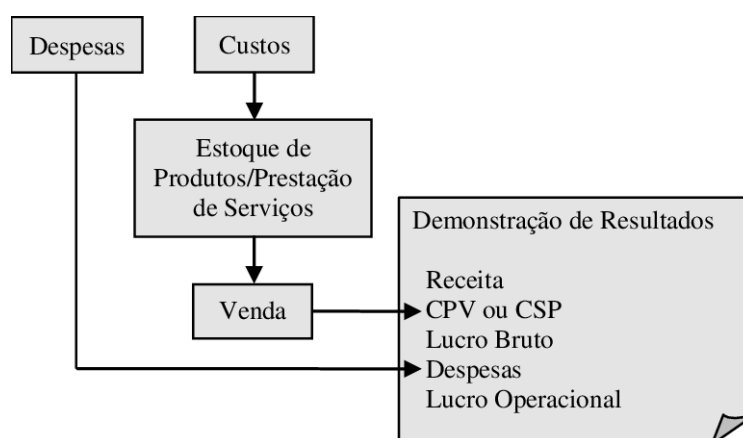 Despesas
Custos
Estoque de
Produtos/Prestação
de Serviços
Venda
Demonstração de Resultados
Receita
CPV ou CSP
Lucro Bruto
Despesas
Lucro Operacional